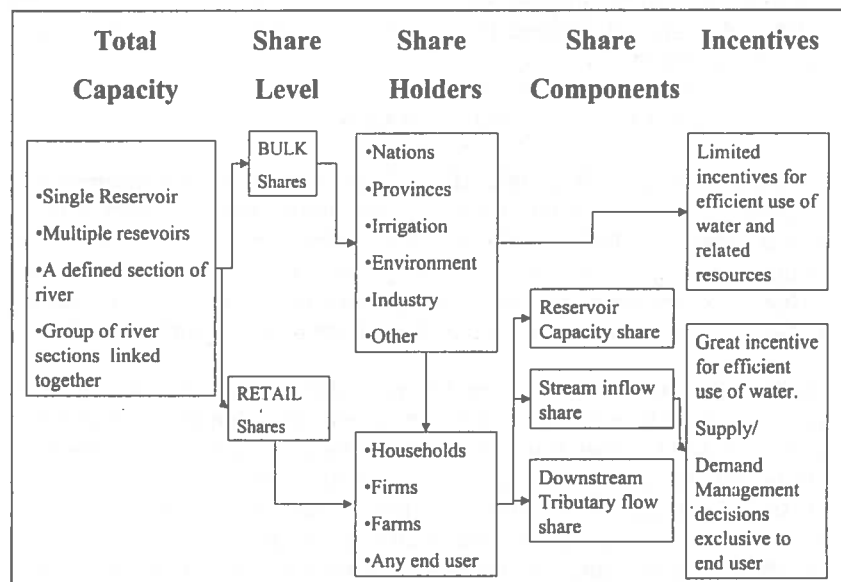 Total
Capacity
Share
Level
Share
Holders
Share
Components
Incentives
•Single Reservoir
•Multiple resevoirs
•A defined section of
river
•Group of river
sections linked
together
BULK
Shares
RETAIL
Shares
•Nations
•Provinces
•Irrigation
•Environment
•Industry
•Other
•Households
•Firms
•Farms
•Any end user
Reservoir
Capacity share
Stream inflow
share
Downstream
Tributary flow
share
Limited
incentives for
efficient use of
water and
related
resources
Great incentive
for efficient
use of water.
Supply/
Demand
Management
decisions
exclusive to
end user